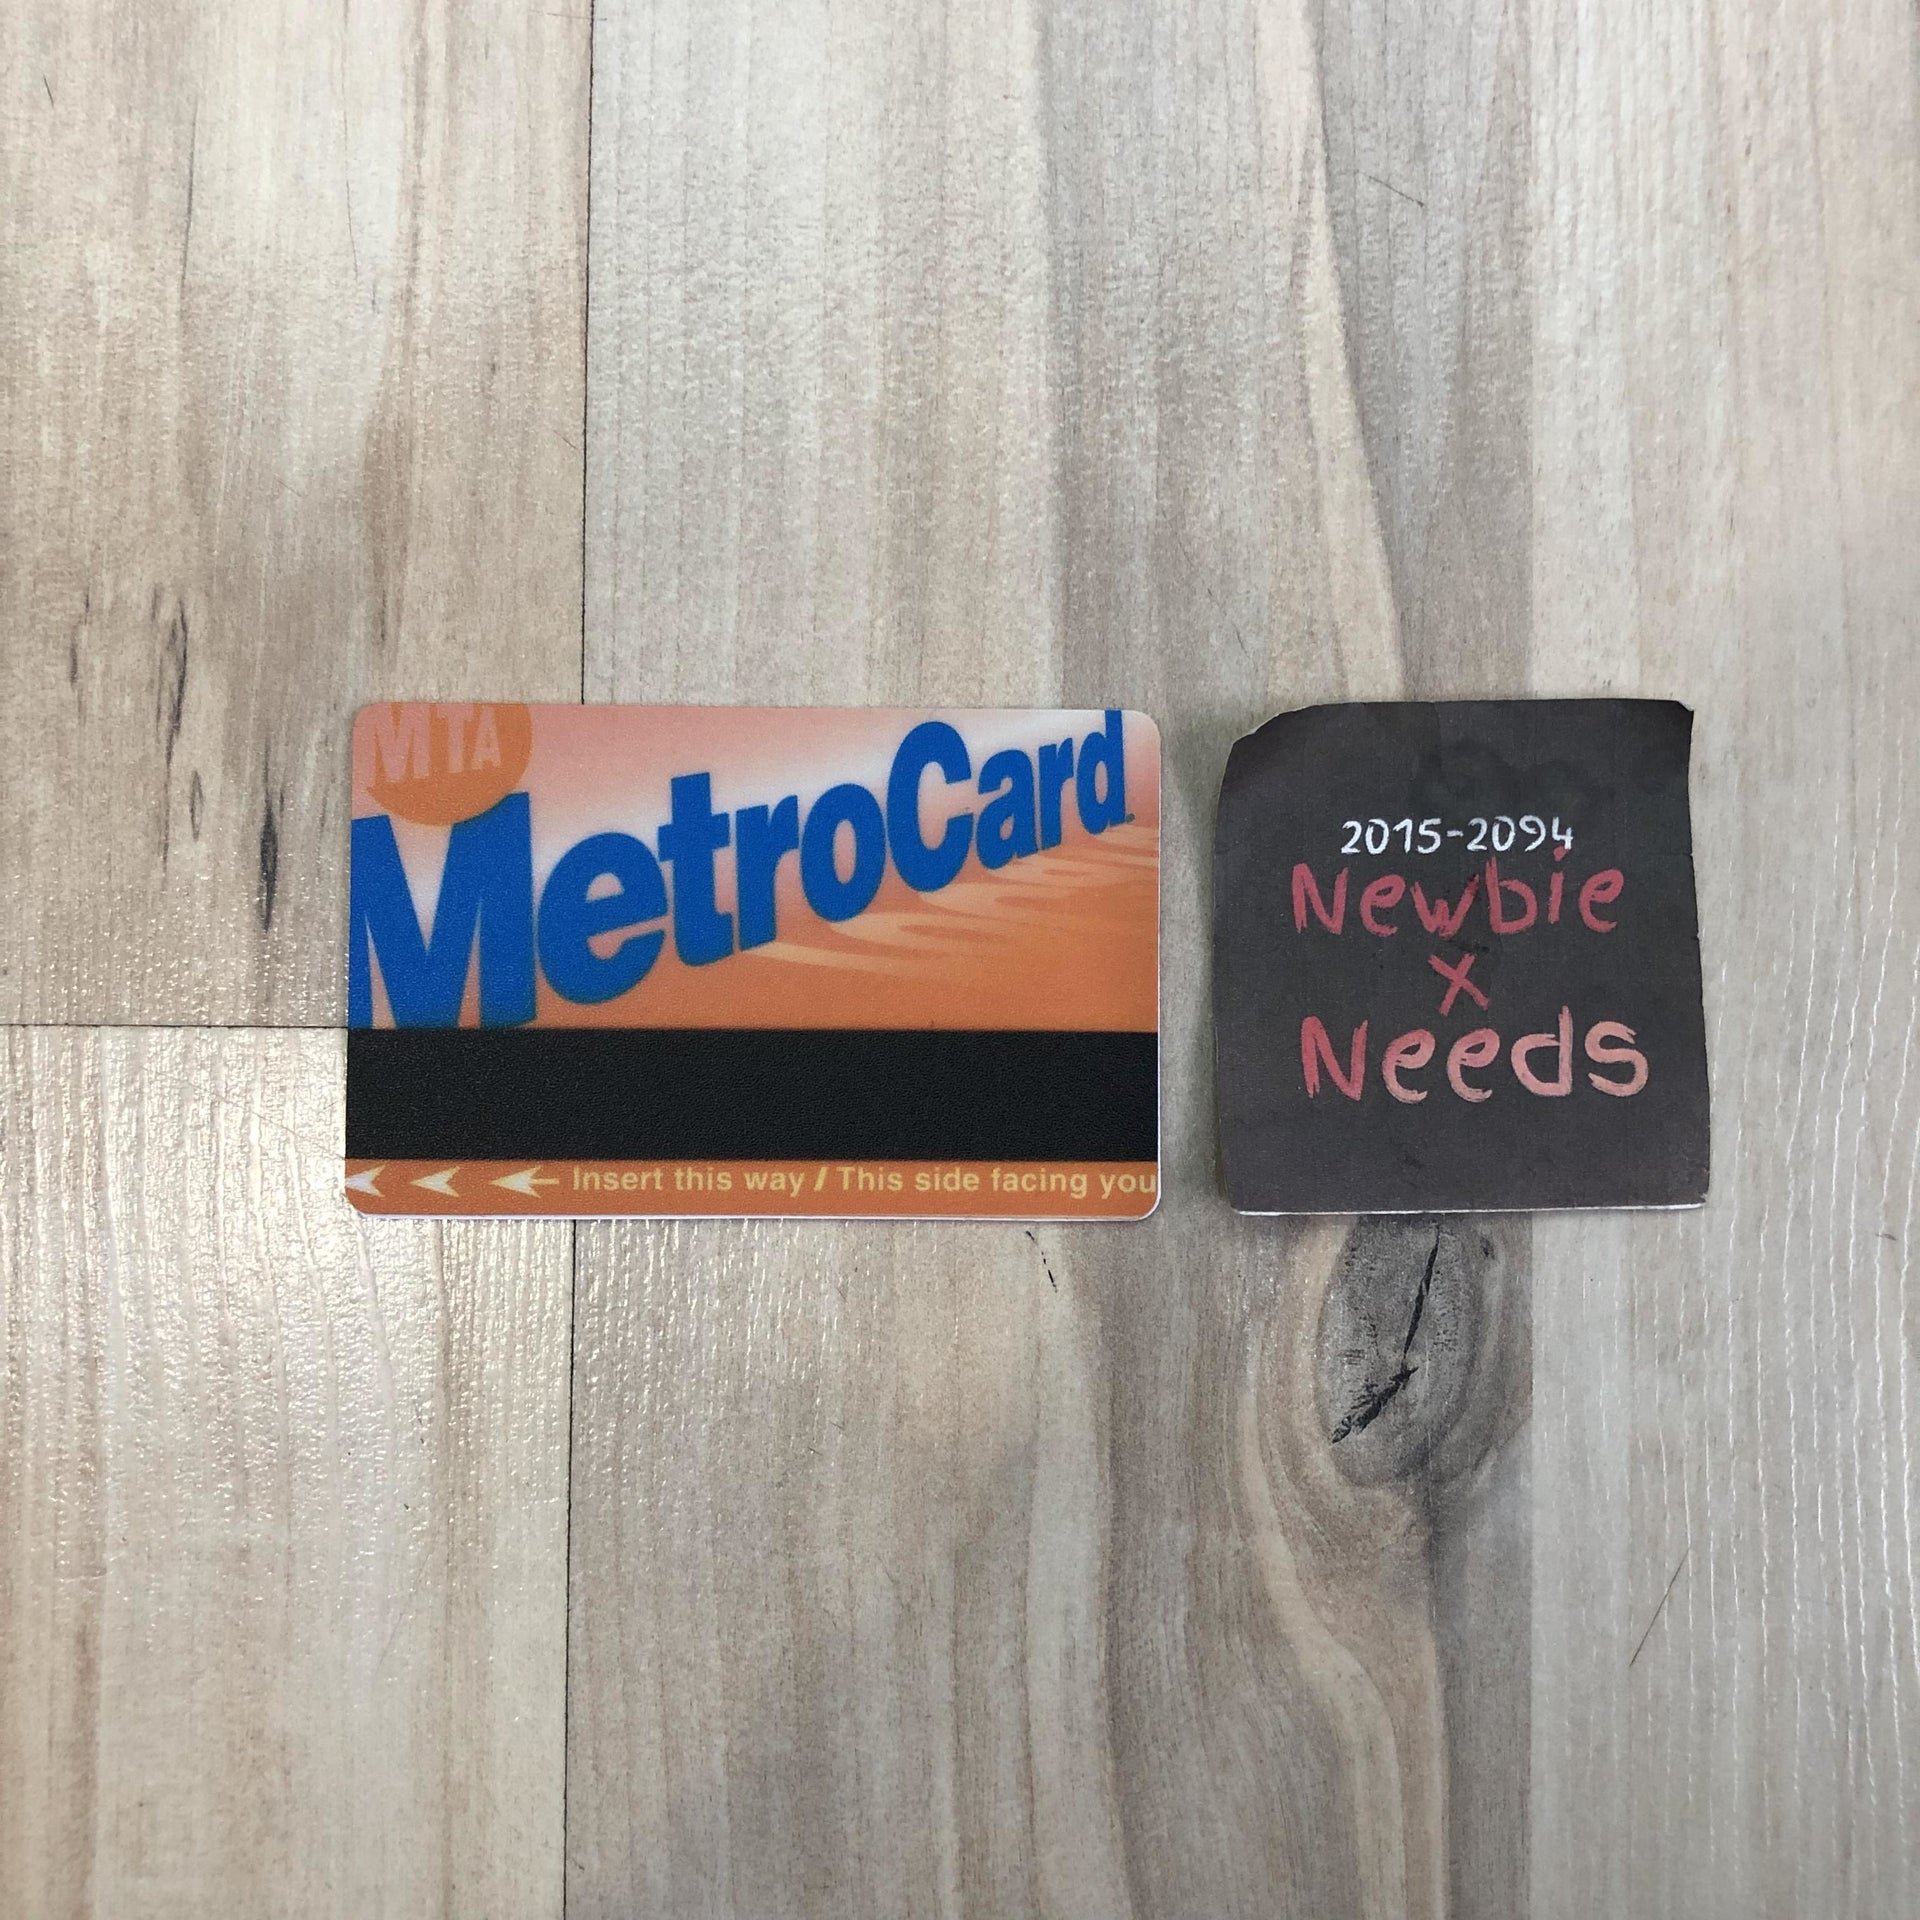 MTA
MetroCard
Insert this way / This side facing you
2015-2094
Newbie
x
Needs